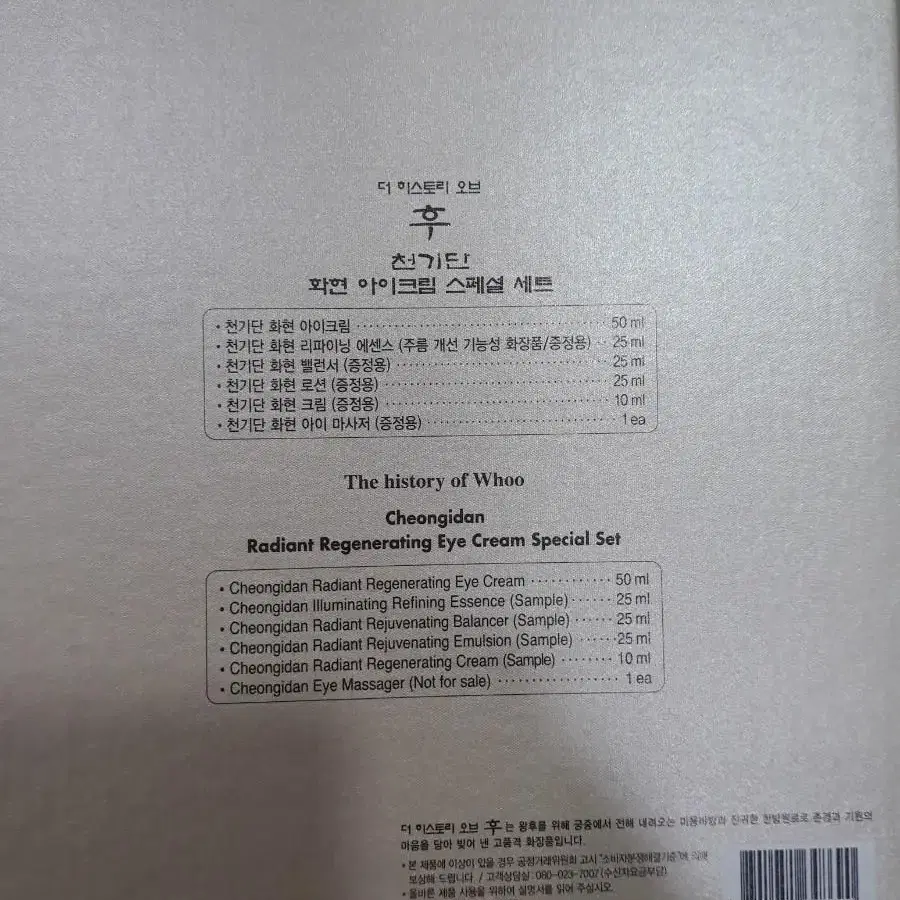 더 히스토리 오브
후
천기단
화현 아이크림 스페셜 세트
• 천기단 화현 아이크림 ········ 50 ml
• 천기단 화현 리파이닝 에센스 (주름 개선 기능성 화장품/증정용) ·· 25 ml
• 천기단 화현 밸런서 (증정용) ········ 25 ml
• 천기단 화현 로션 (증정용) ········ 25 ml
• 천기단 화현 크림 (증정용) ········ 10 ml
• 천기단 화현 아이 마사저 (증정용) ········ 1 ea
The history of Whoo
Cheongidan
Radiant Regenerating Eye Cream Special Set
• Cheongidan Radiant Regenerating Eye Cream ········ 50 ml
• Cheongidan Illuminating Refining Essence (Sample) ······ 25 ml
• Cheongidan Radiant Rejuvenating Balancer (Sample) ······ 25 ml
• Cheongidan Radiant Rejuvenating Emulsion (Sample) ······ 25 ml
• Cheongidan Radiant Regenerating Cream (Sample) ········ 10 ml
• Cheongidan Eye Massager (Not for sale) ········ 1 ea
더 히스토리 오브 후는 왕후를 위해 궁중에서 전해 내려오는 미용비방과 진귀한 한방원료로 존경과 기원의
마음을 담아 빚어 낸 고품격 화장품입니다.
• 본 제품에 이상이 있을 경우 공정거래위원회 고시 "소비자분쟁해결기준"에 의해
보상해 드립니다. / 고객상담실 : 080-023-7007 (수신자요금부담)
• 올바른 제품 사용을 위하여 설명서를 읽어 주십시오.